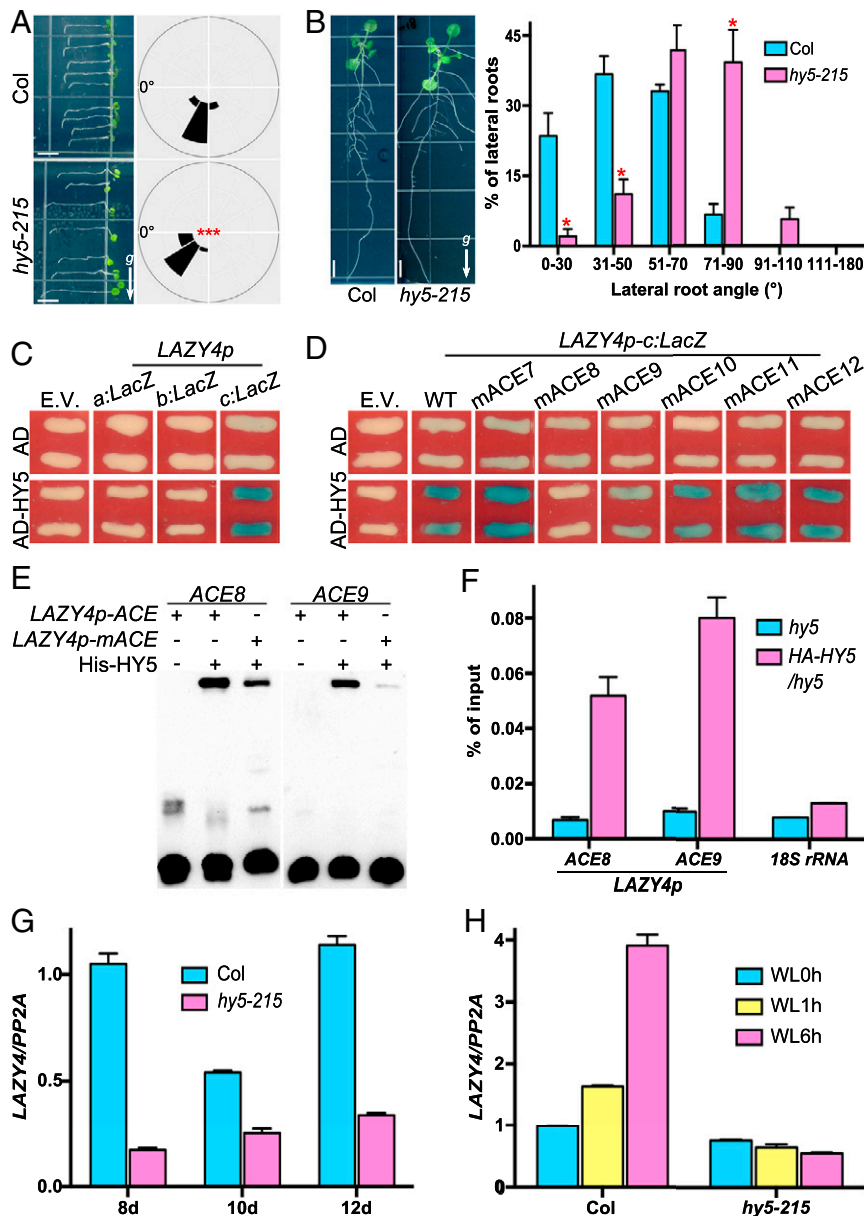 A
Col
hy5-215
0°
0°
***
g
B
Col
hy5-215
g
% of lateral roots
45
30
15
0
*
*
*
Col
hy5-215
0-30 31-50 51-70 71-90 91-110 111-180
Lateral root angle (°)
C
LAZY4p
E.V. a:LacZ b:LacZ c:LacZ
AD
AD-HY5
D
LAZY4p-c:LacZ
E.V. WT mACE7 mACE8 mACE9 mACE10 mACE11 mACE12
AD
AD-HY5
E
ACE8 ACE9
LAZY4p-ACE + + - + + -
LAZY4p-mACE - - + - - +
His-HY5 - + + - + +
F
% of input
0.08
0.06
0.04
0.02
0.00
hy5
HA-HY5
/hy5
ACE8 ACE9 18S rRNA
LAZY4p
G
LAZY4/PP2A
1.0
0.5
0.0
Col
hy5-215
8d 10d 12d
H
LAZY4/PP2A
4
3
2
1
0
WL0h
WL1h
WL6h
Col hy5-215